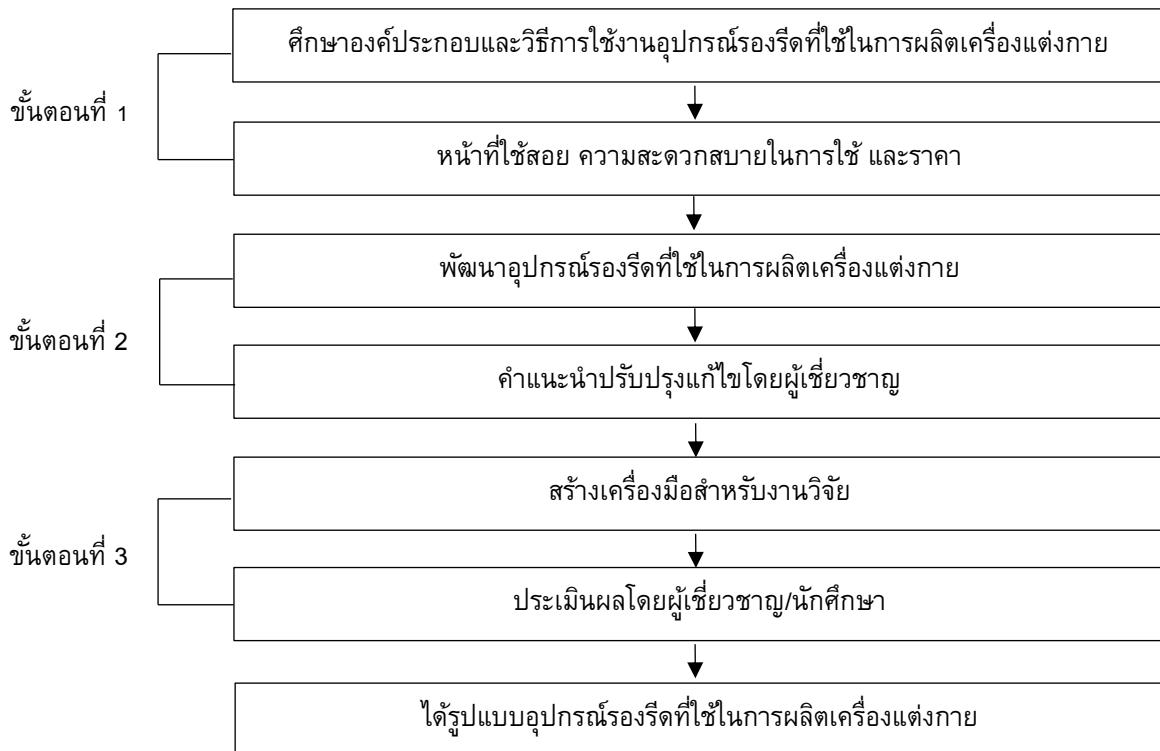 ศึกษาองค์ประกอบและวิธีการใช้งานอุปกรณ์รองรีดที่ใช้ในการผลิตเครื่องแต่งกาย
ขั้นตอนที่ 1
หน้าที่ใช้สอย ความสะดวกสบายในการใช้ และราคา
พัฒนาอุปกรณ์รองรีดที่ใช้ในการผลิตเครื่องแต่งกาย
ขั้นตอนที่ 2
คำแนะนำปรับปรุงแก้ไขโดยผู้เชี่ยวชาญ
สร้างเครื่องมือสำหรับงานวิจัย
ขั้นตอนที่ 3
ประเมินผลโดยผู้เชี่ยวชาญ/นักศึกษา
ได้รูปแบบอุปกรณ์รองรีดที่ใช้ในการผลิตเครื่องแต่งกาย